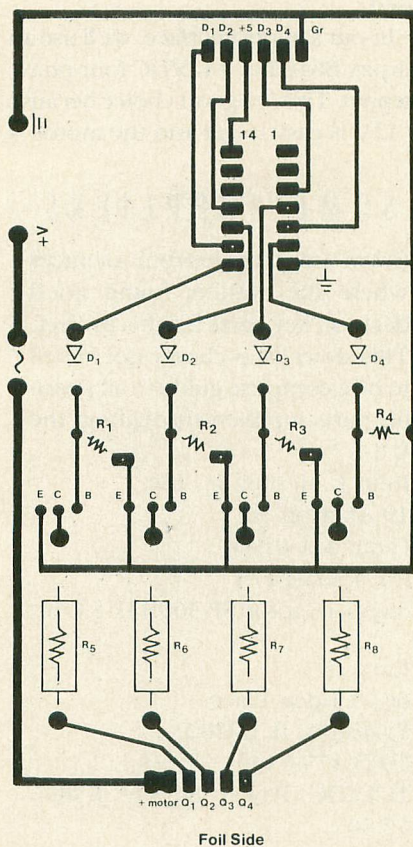 D1 D2 +5 D3 D4 Gr
14 1
+V
D1 D2 D3 D4
R1 R2 R3 R4
E C B E C B E C B E C B
R5 R6 R7 R8
+ motor Q1 Q2 Q3 Q4
Foil Side